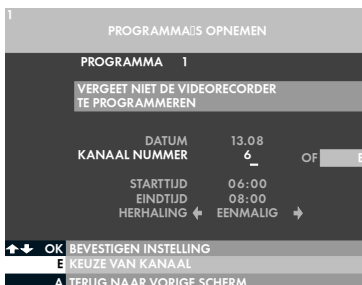 1
PROGRAMMA▯S OPNEMEN
PROGRAMMA 1
VERGEET NIET DE VIDEORECORDER
TE PROGRAMMEREN
DATUM 13.08
KANAAL NUMMER 6_ OF E
STARTTIJD 06:00
EINDTIJD 08:00
HERHALING EENMALIG
OK BEVESTIGEN INSTELLING
E KEUZE VAN KANAAL
A TERUG NAAR VORIGE SCHERM